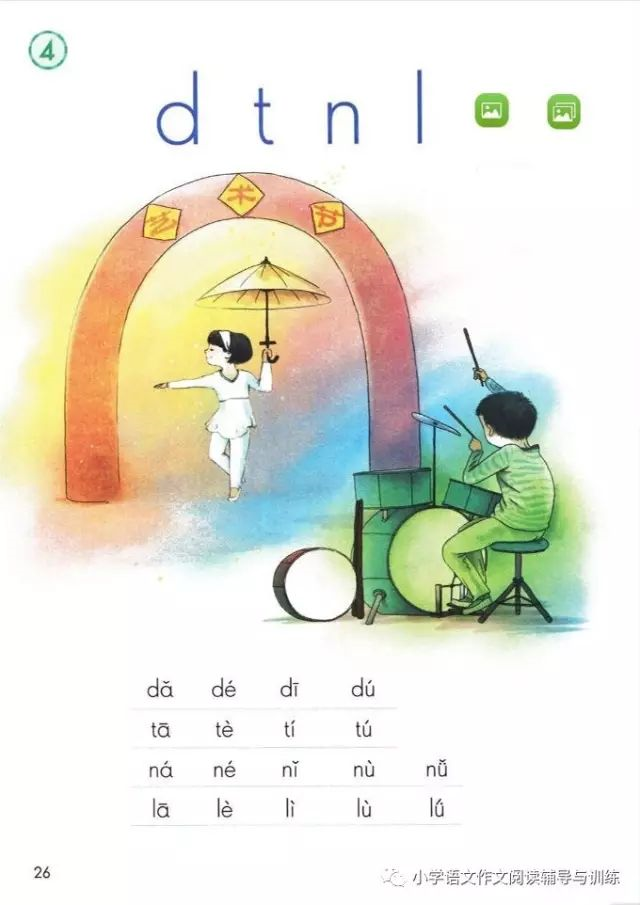 4
d t n l
艺术节
dǎ dé dī dú
tā tè tí tú
ná né nǐ nù nǚ
lā lè lì lù lǘ
26
小学语文作文阅读辅导与训练